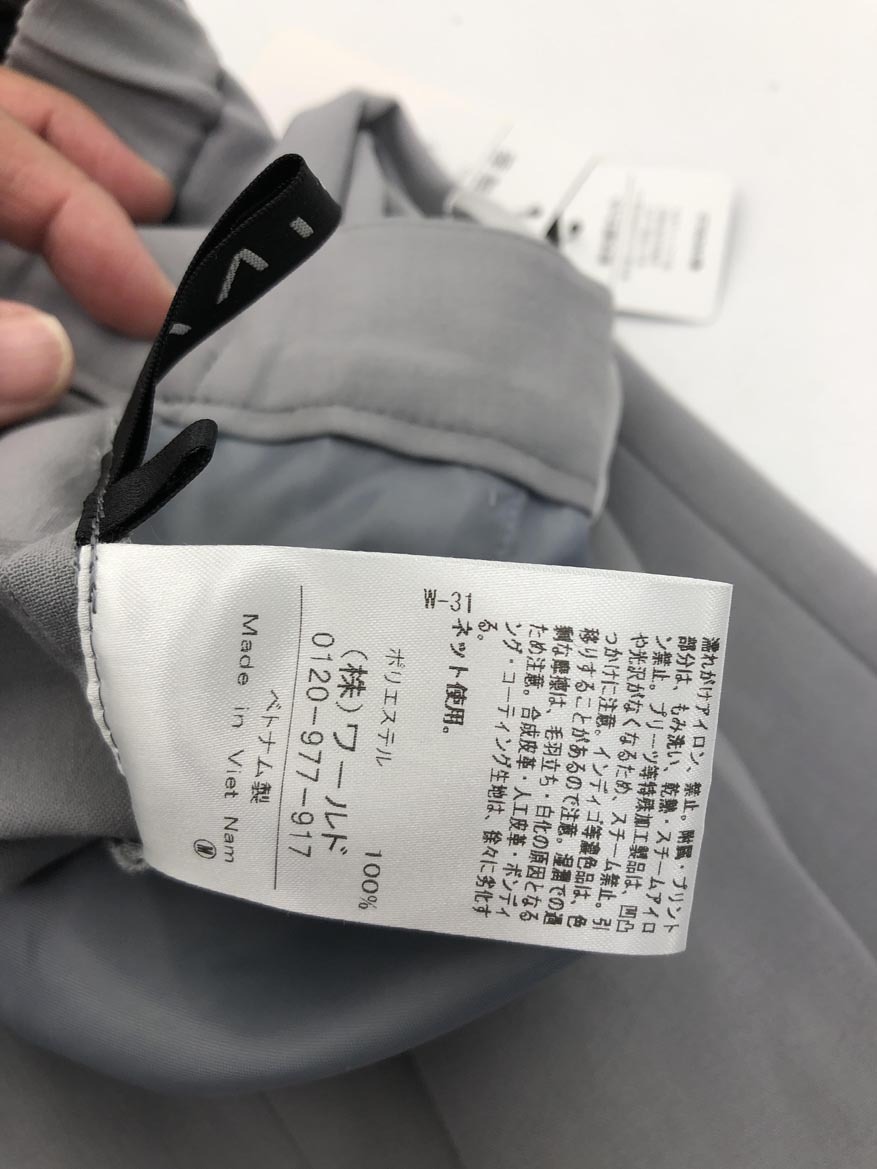 濡れがけアイロン、禁止。附属・プリント
部分は、もみ洗い、乾熱・スチームアイロ
ン禁止。プリーツ等特殊加工製品は、凹凸
や光沢がなくなるため、スチーム禁止。引
っかけに注意。インディゴ等濃色品は、色
移りすることがあるので注意。湿潤での過
剰な摩擦は、毛羽立ち・白化の原因となる
ため注意。合成皮革・人工皮革・ボンディ
ング・コーティング生地は、徐々に劣化す
る。
ネット使用。
W-31
ポリエステル 100%
(株)ワールド
0120-977-917
ベトナム製
Made in Viet Nam
W